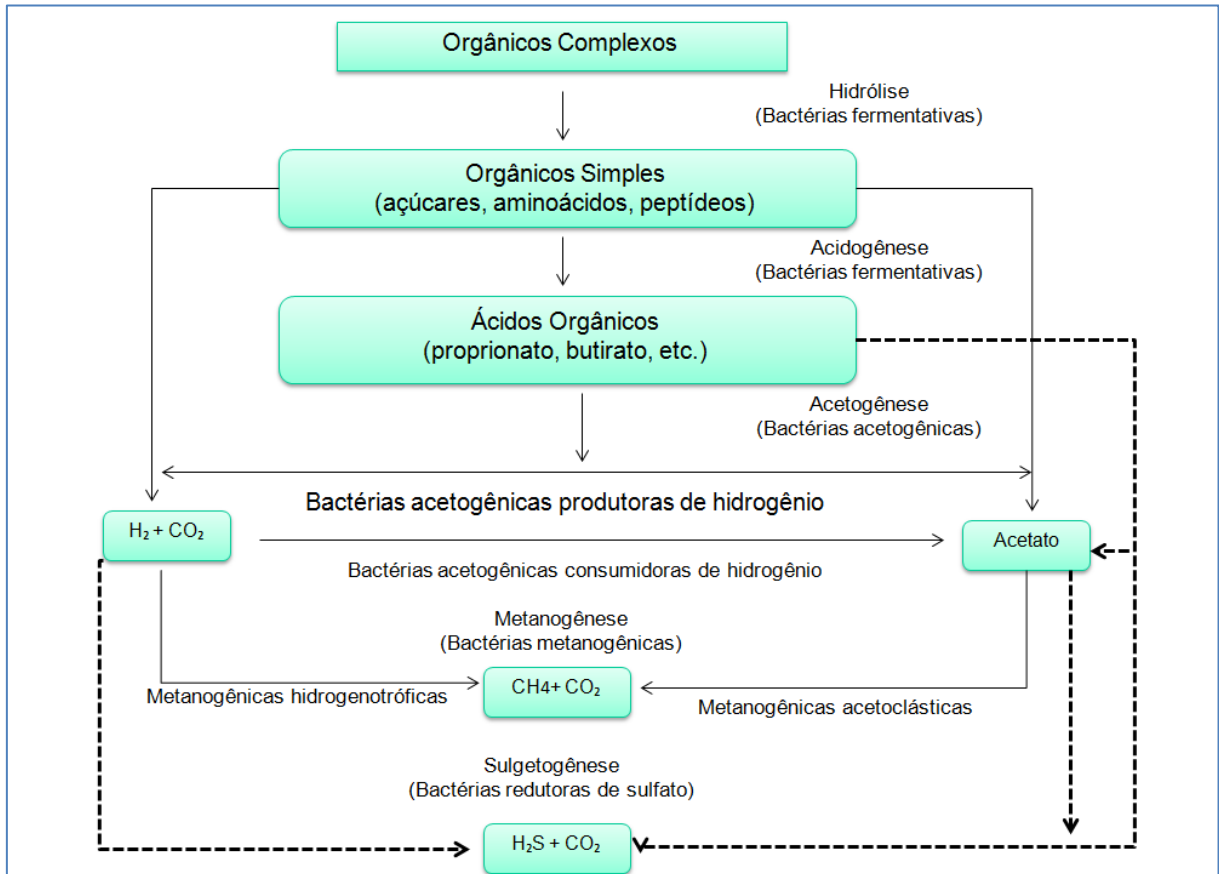 Orgânicos Complexos
Hidrólise
(Bactérias fermentativas)
Orgânicos Simples
(açúcares, aminoácidos, peptídeos)
Acidogênese
(Bactérias fermentativas)
Ácidos Orgânicos
(proprionato, butirato, etc.)
Acetogênese
(Bactérias acetogênicas)
Bactérias acetogênicas produtoras de hidrogênio
H₂ + CO₂
Acetato
Bactérias acetogênicas consumidoras de hidrogênio
Metanogênese
(Bactérias metanogênicas)
CH4+ CO₂
Metanogênicas hidrogenotróficas
Metanogênicas acetoclásticas
Sulgetogênese
(Bactérias redutoras de sulfato)
H₂S + CO₂